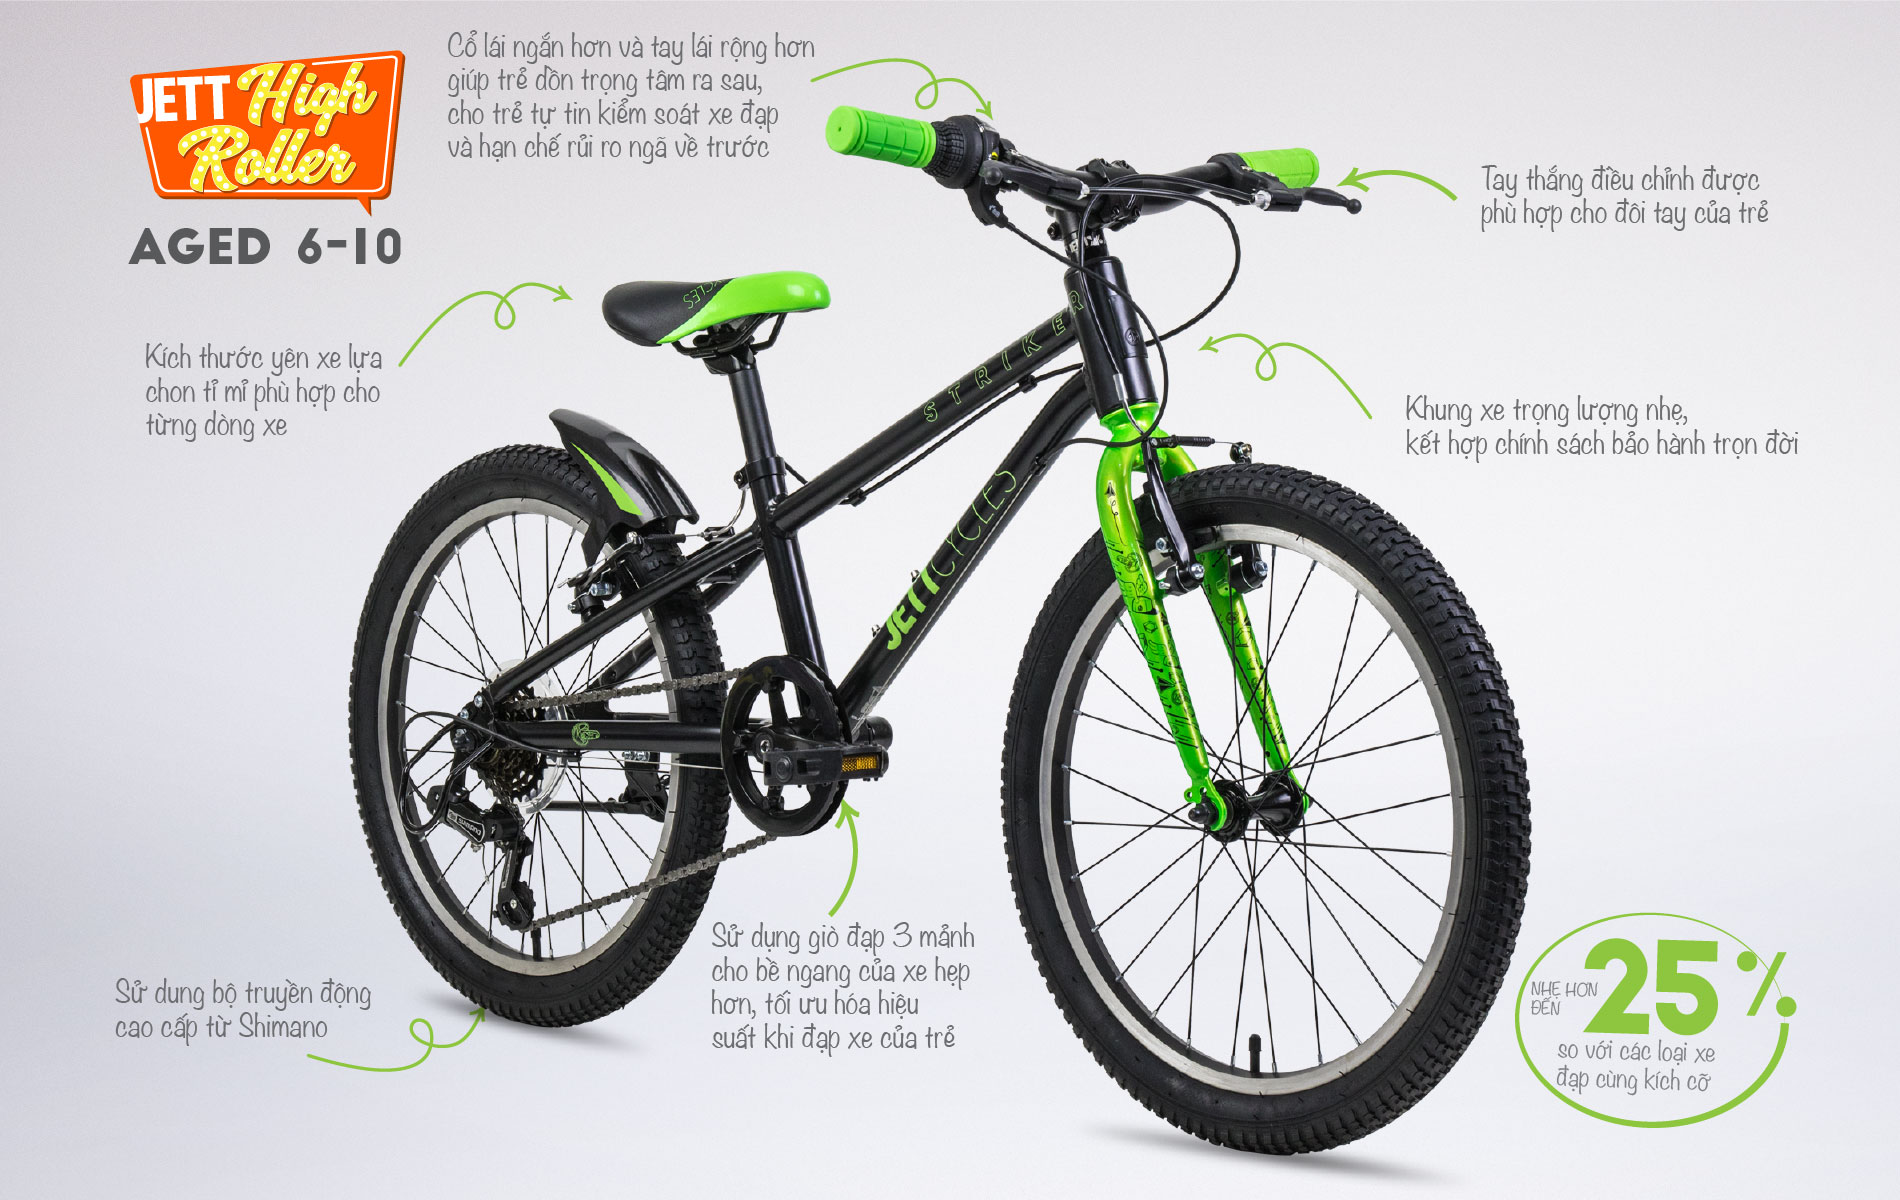 JETT High
Roller
AGED 6-10
Cổ lái ngắn hơn và tay lái rộng hơn
giúp trẻ dồn trọng tâm ra sau,
cho trẻ tự tin kiểm soát xe đạp
và hạn chế rủi ro ngã về trước
Tay thắng điều chỉnh được
phù hợp cho đôi tay của trẻ
Kích thước yên xe lựa
chon tỉ mỉ phù hợp cho
từng dòng xe
Khung xe trọng lượng nhẹ,
kết hợp chính sách bảo hành trọn đời
CYCLES
STRIKER
JETTCYCLES
SHIMANO
Sử dụng giò đạp 3 mảnh
cho bề ngang của xe hẹp
hơn, tối ưu hóa hiệu
suất khi đạp xe của trẻ
Sử dung bộ truyền động
cao cấp từ Shimano
NHẸ HƠN
ĐẾN
25%
so với các loại xe
đạp cùng kích cỡ